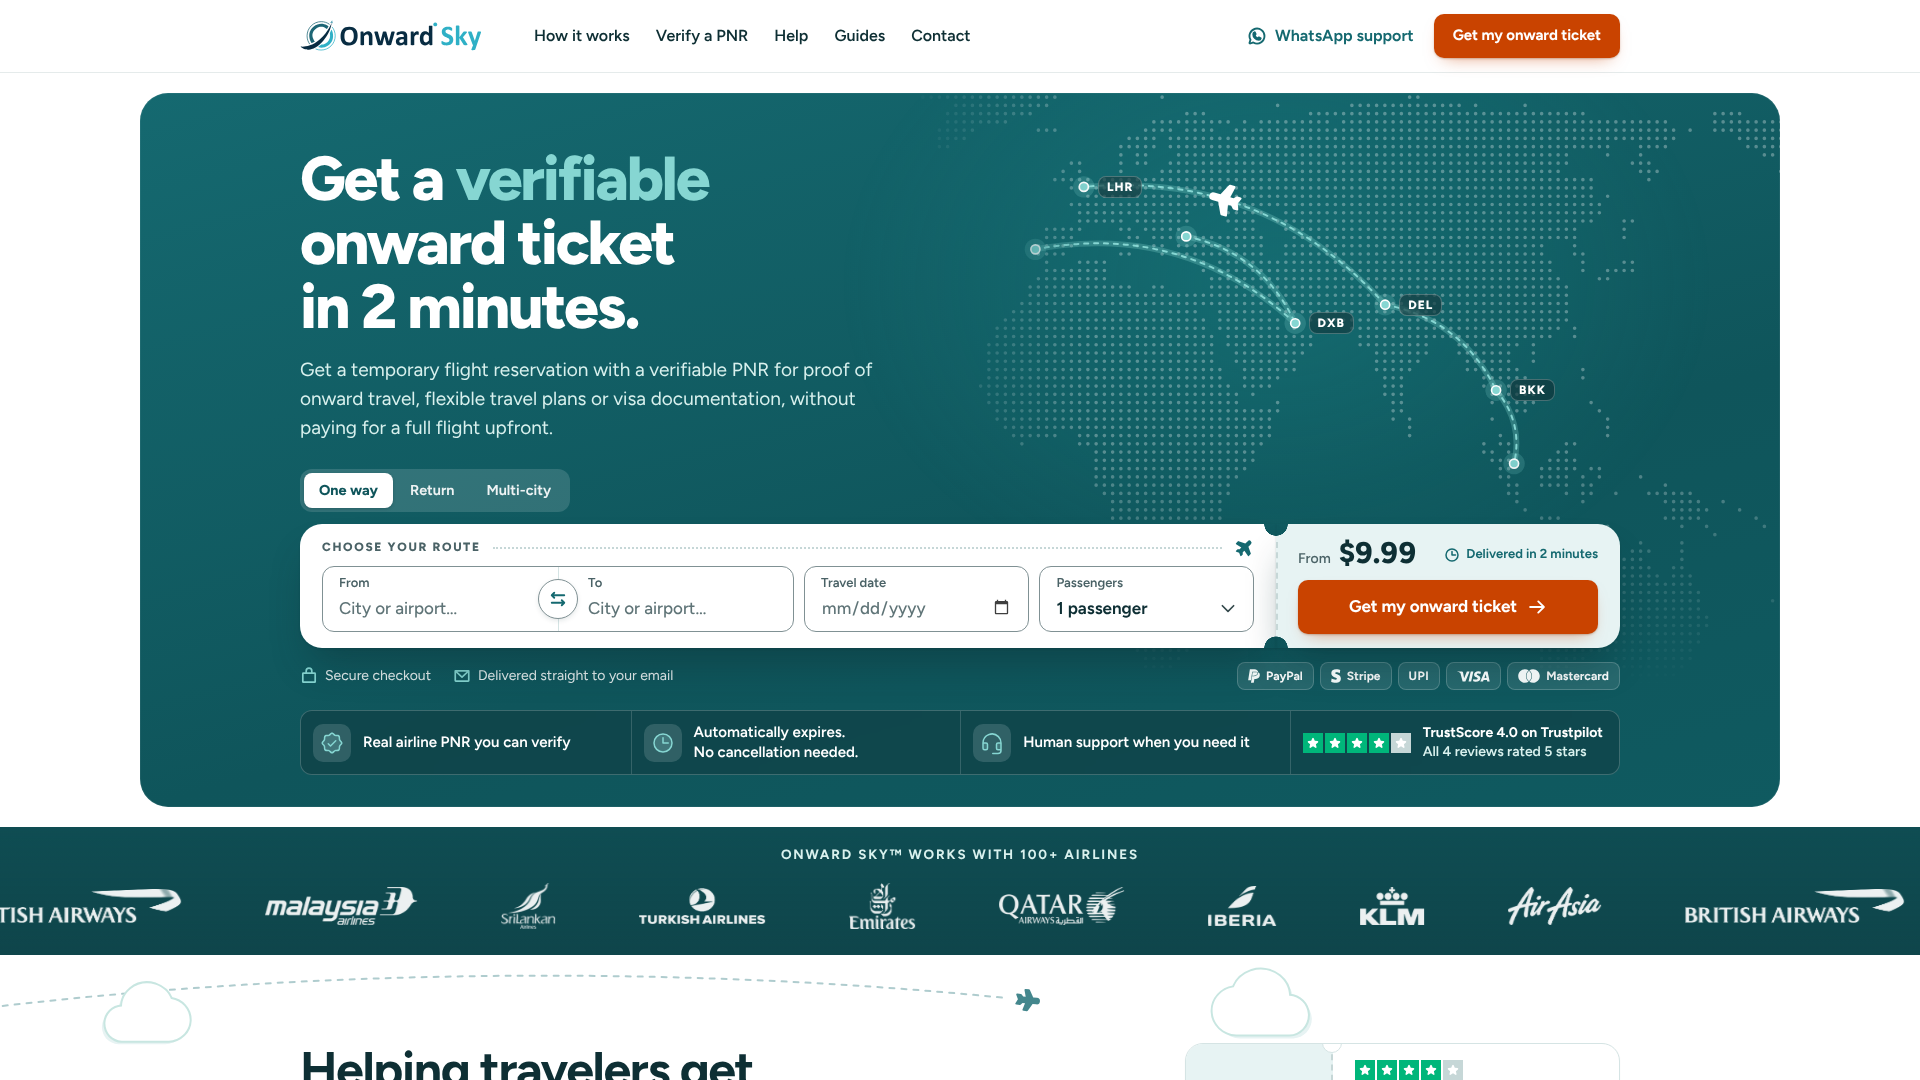 Onward Sky
How it works
Verify a PNR
Help
Guides
Contact
WhatsApp support
Get my onward ticket
Get a verifiable
onward ticket
in 2 minutes.
Get a temporary flight reservation with a verifiable PNR for proof of
onward travel, flexible travel plans or visa documentation, without
paying for a full flight upfront.
LHR
DEL
DXB
BKK
One way
Return
Multi-city
CHOOSE YOUR ROUTE
From
City or airport...
To
City or airport...
Travel date
mm/dd/yyyy
Passengers
1 passenger
From $9.99
Delivered in 2 minutes
Get my onward ticket
Secure checkout
Delivered straight to your email
PayPal
Stripe
UPI
VISA
Mastercard
Real airline PNR you can verify
Automatically expires.
No cancellation needed.
Human support when you need it
TrustScore 4.0 on Trustpilot
All 4 reviews rated 5 stars
ONWARD SKY™ WORKS WITH 100+ AIRLINES
TISH AIRWAYS
malaysia
airlines
SriLankan
Airlines
TURKISH AIRLINES
Emirates
QATAR
AIRWAYS القطرية
IBERIA
KLM
AirAsia
BRITISH AIRWAYS
Helping travelers get